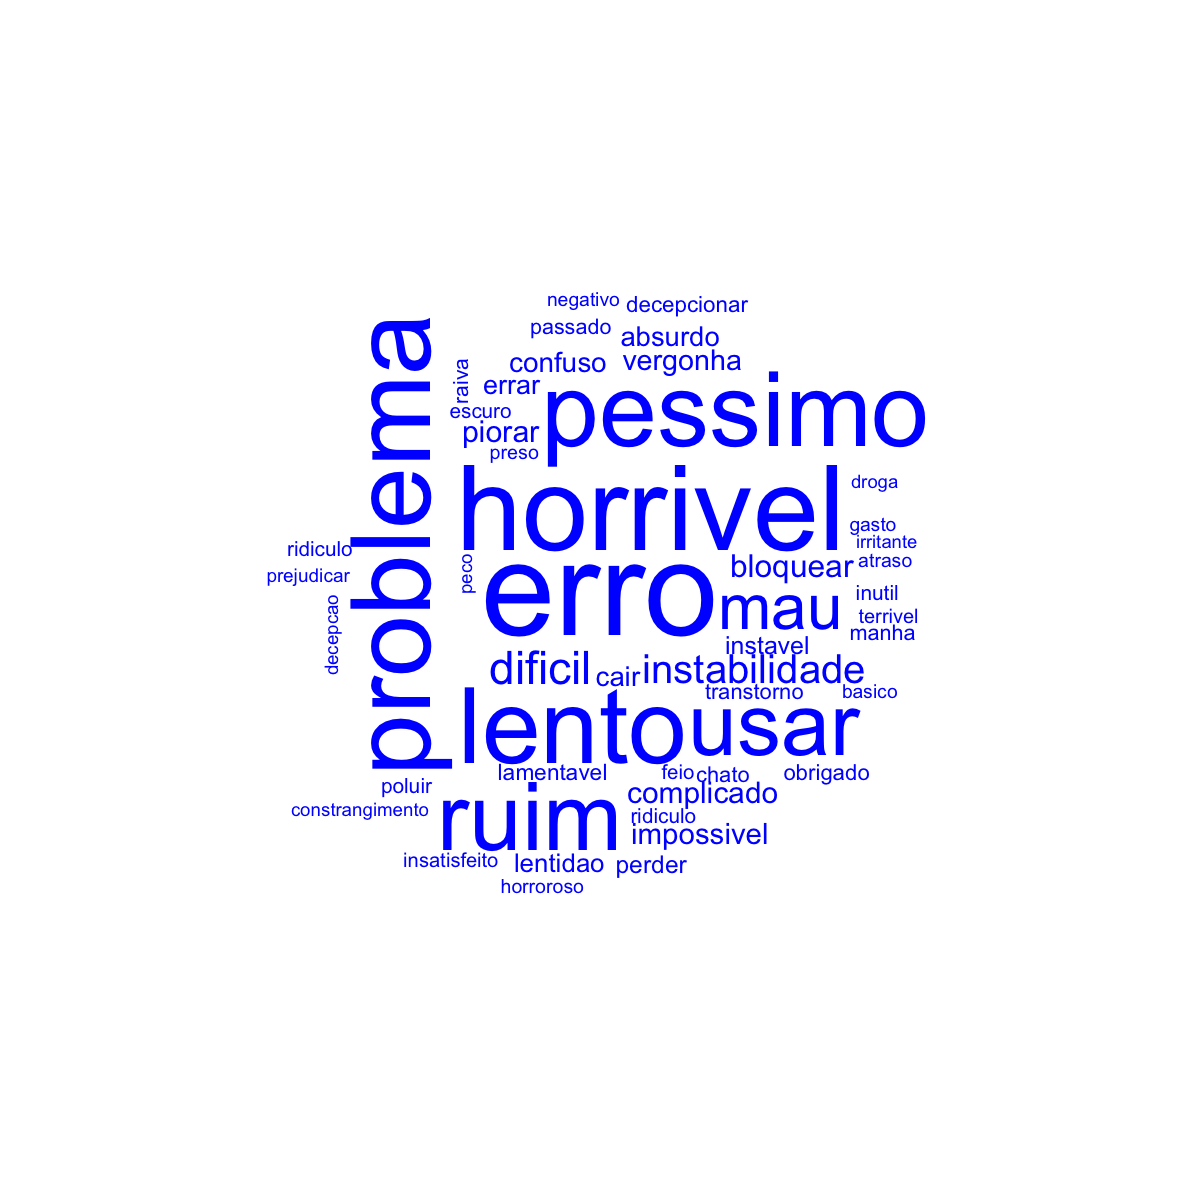 negativo
decepcionar
passado
absurdo
confuso
vergonha
raiva
errar
escuro
pessimo
piorar
preso
problema
horrivel
droga
gasto
irritante
ridiculo
peco
erro
bloquear
atraso
prejudicar
decepcao
mau
inutil
terrivel
manha
instavel
dificil
cair
instabilidade
transtorno
basico
lento
usar
lamentavel
feio
chato
obrigado
poluir
complicado
constrangimento
ruim
ridiculo
impossivel
insatisfeito
lentidao
perder
horroroso